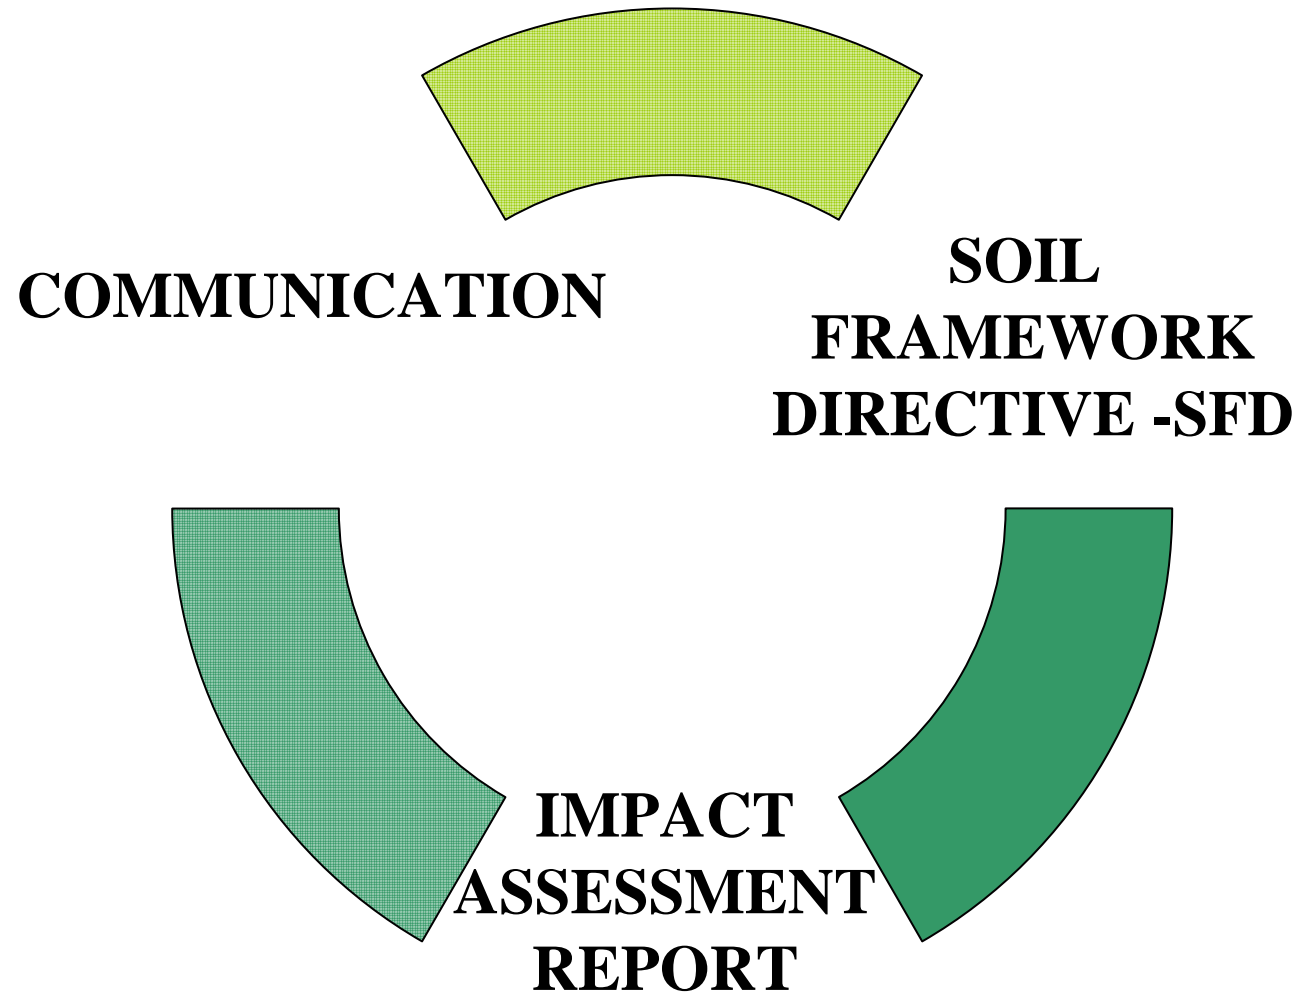 COMMUNICATION
SOIL
FRAMEWORK
DIRECTIVE -SFD
IMPACT
ASSESSMENT
REPORT